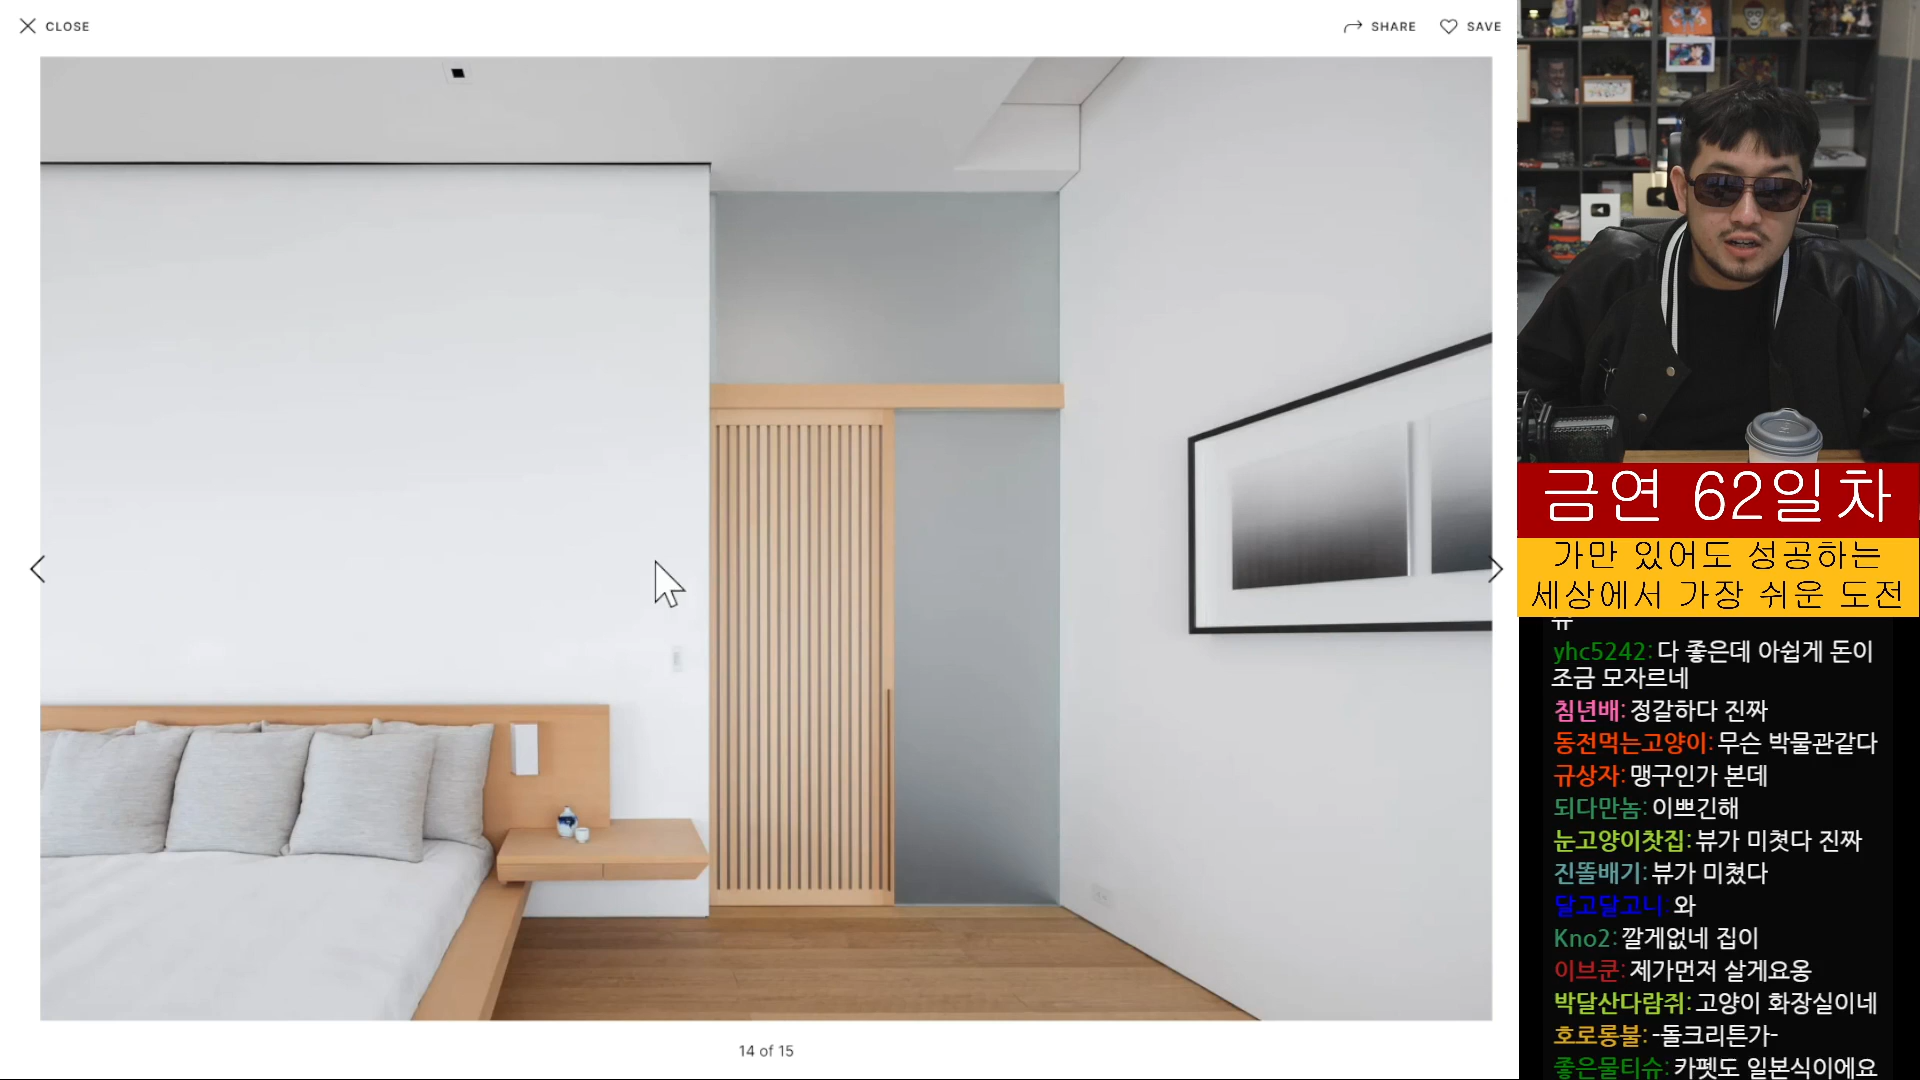 CLOSE
SHARE
SAVE
14 of 15
금연 62일차
가만 있어도 성공하는
세상에서 가장 쉬운 도전
뷰
yhc5242: 다 좋은데 아쉽게 돈이
조금 모자르네
침년배: 정갈하다 진짜
동전먹는고양이: 무슨 박물관같다
규상자: 맹구인가 본데
되다만놈: 이쁘긴해
눈고양이찻집: 뷰가 미쳣다 진짜
진똘배기: 뷰가 미쳤다
달고달고니: 와
Kno2: 깔게없네 집이
이브쿤: 제가먼저 살게요옹
박달산다람쥐: 고양이 화장실이네
호로롱불: -돌크리튼가-
좋은물티슈: 카펫도 일본식이에요